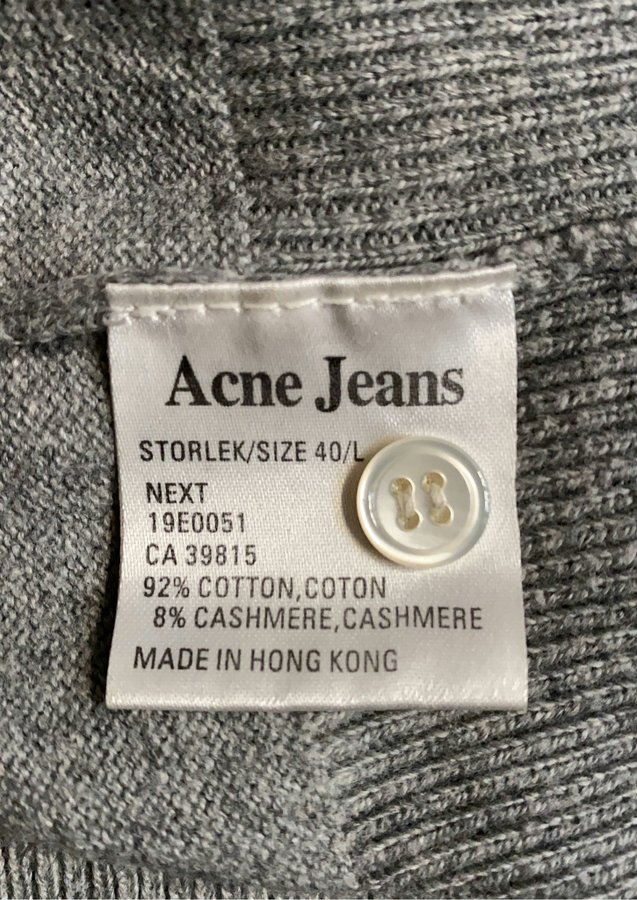 Acne Jeans
STORLEK/SIZE 40/L
NEXT
19E0051
CA 39815
92% COTTON,COTON
8% CASHMERE,CASHMERE
MADE IN HONG KONG